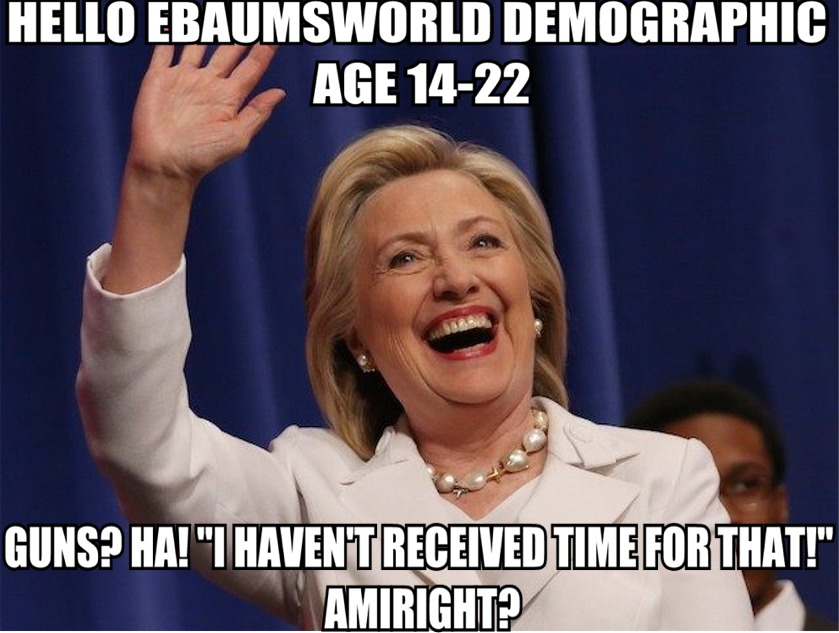 HELLO EBAUMSWORLD DEMOGRAPHIC
AGE 14-22
GUNS? HA! "I HAVEN'T RECEIVED TIME FOR THAT!"
AMIRIGHT?